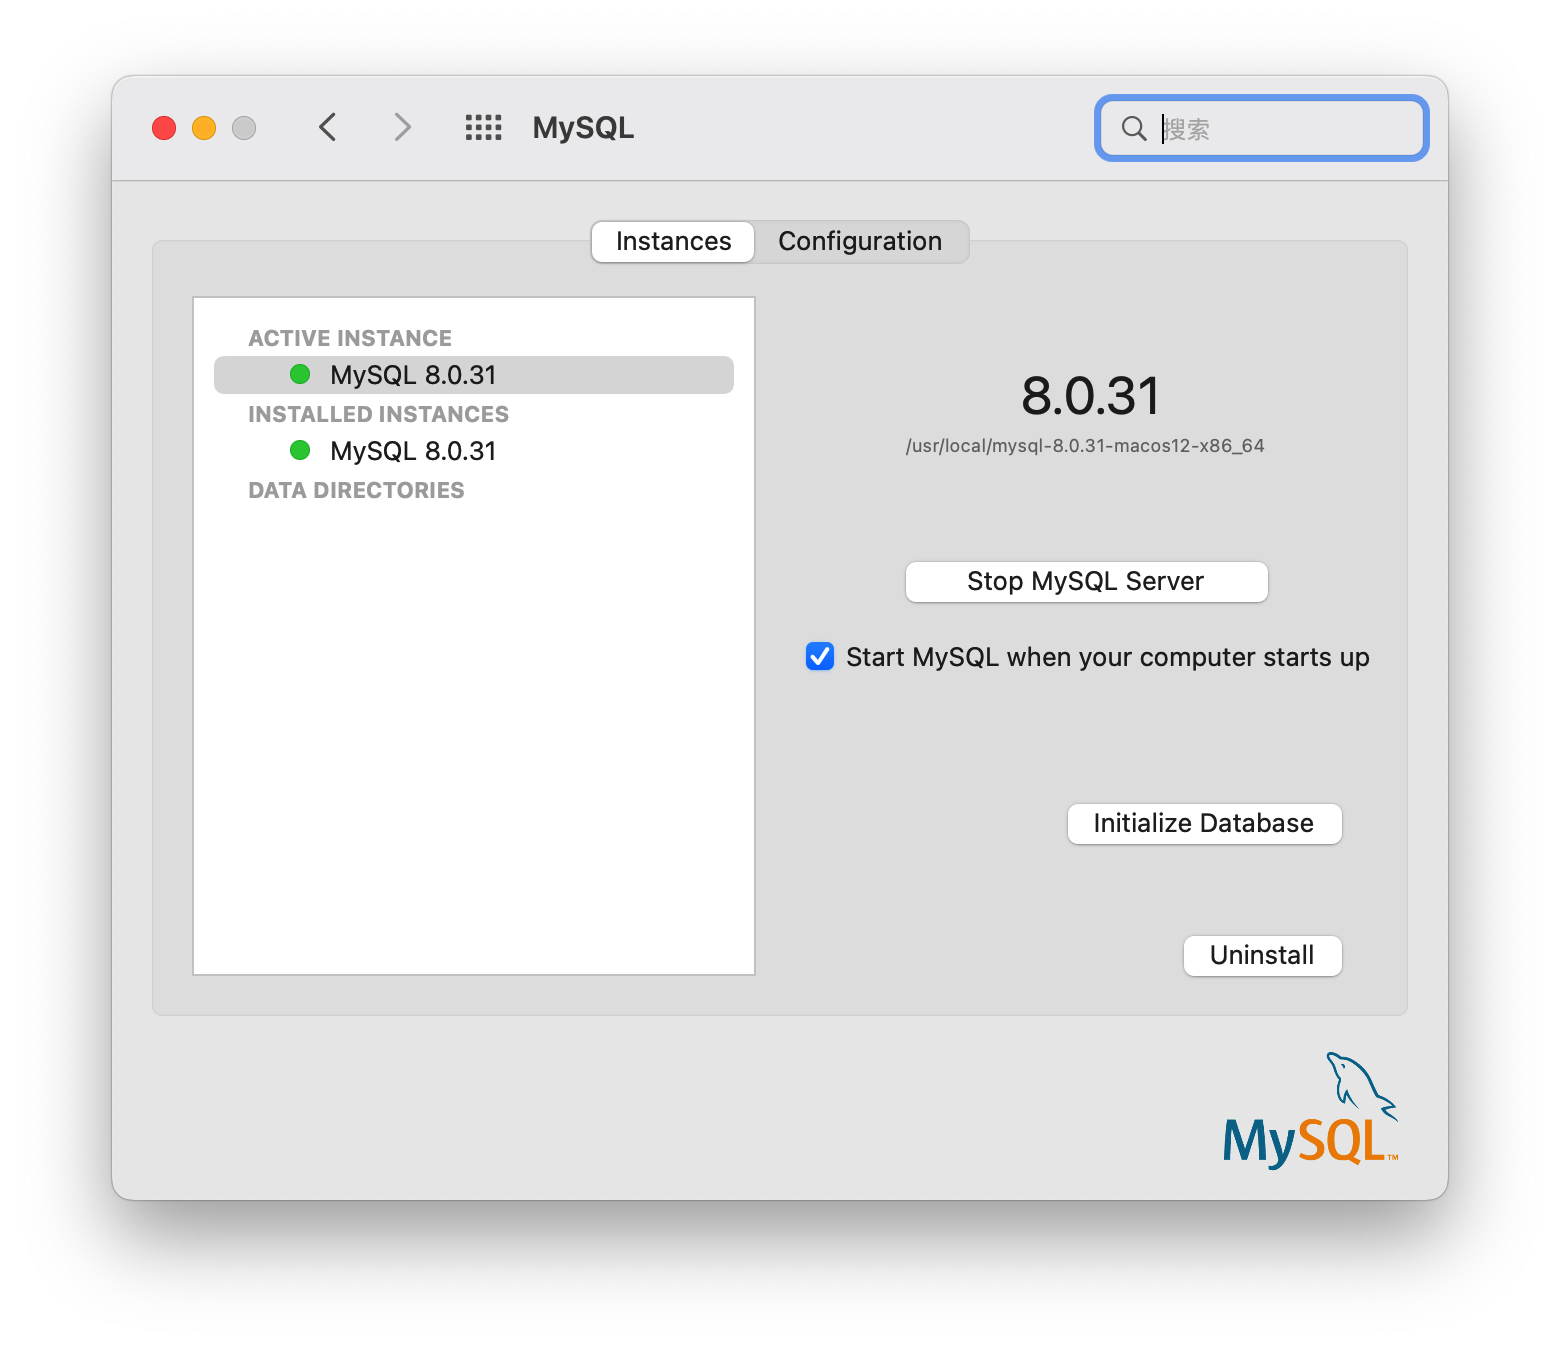 MySQL
搜索
Instances
Configuration
ACTIVE INSTANCE
MySQL 8.0.31
INSTALLED INSTANCES
MySQL 8.0.31
DATA DIRECTORIES
8.0.31
/usr/local/mysql-8.0.31-macos12-x86_64
Stop MySQL Server
Start MySQL when your computer starts up
Initialize Database
Uninstall
MySQL™